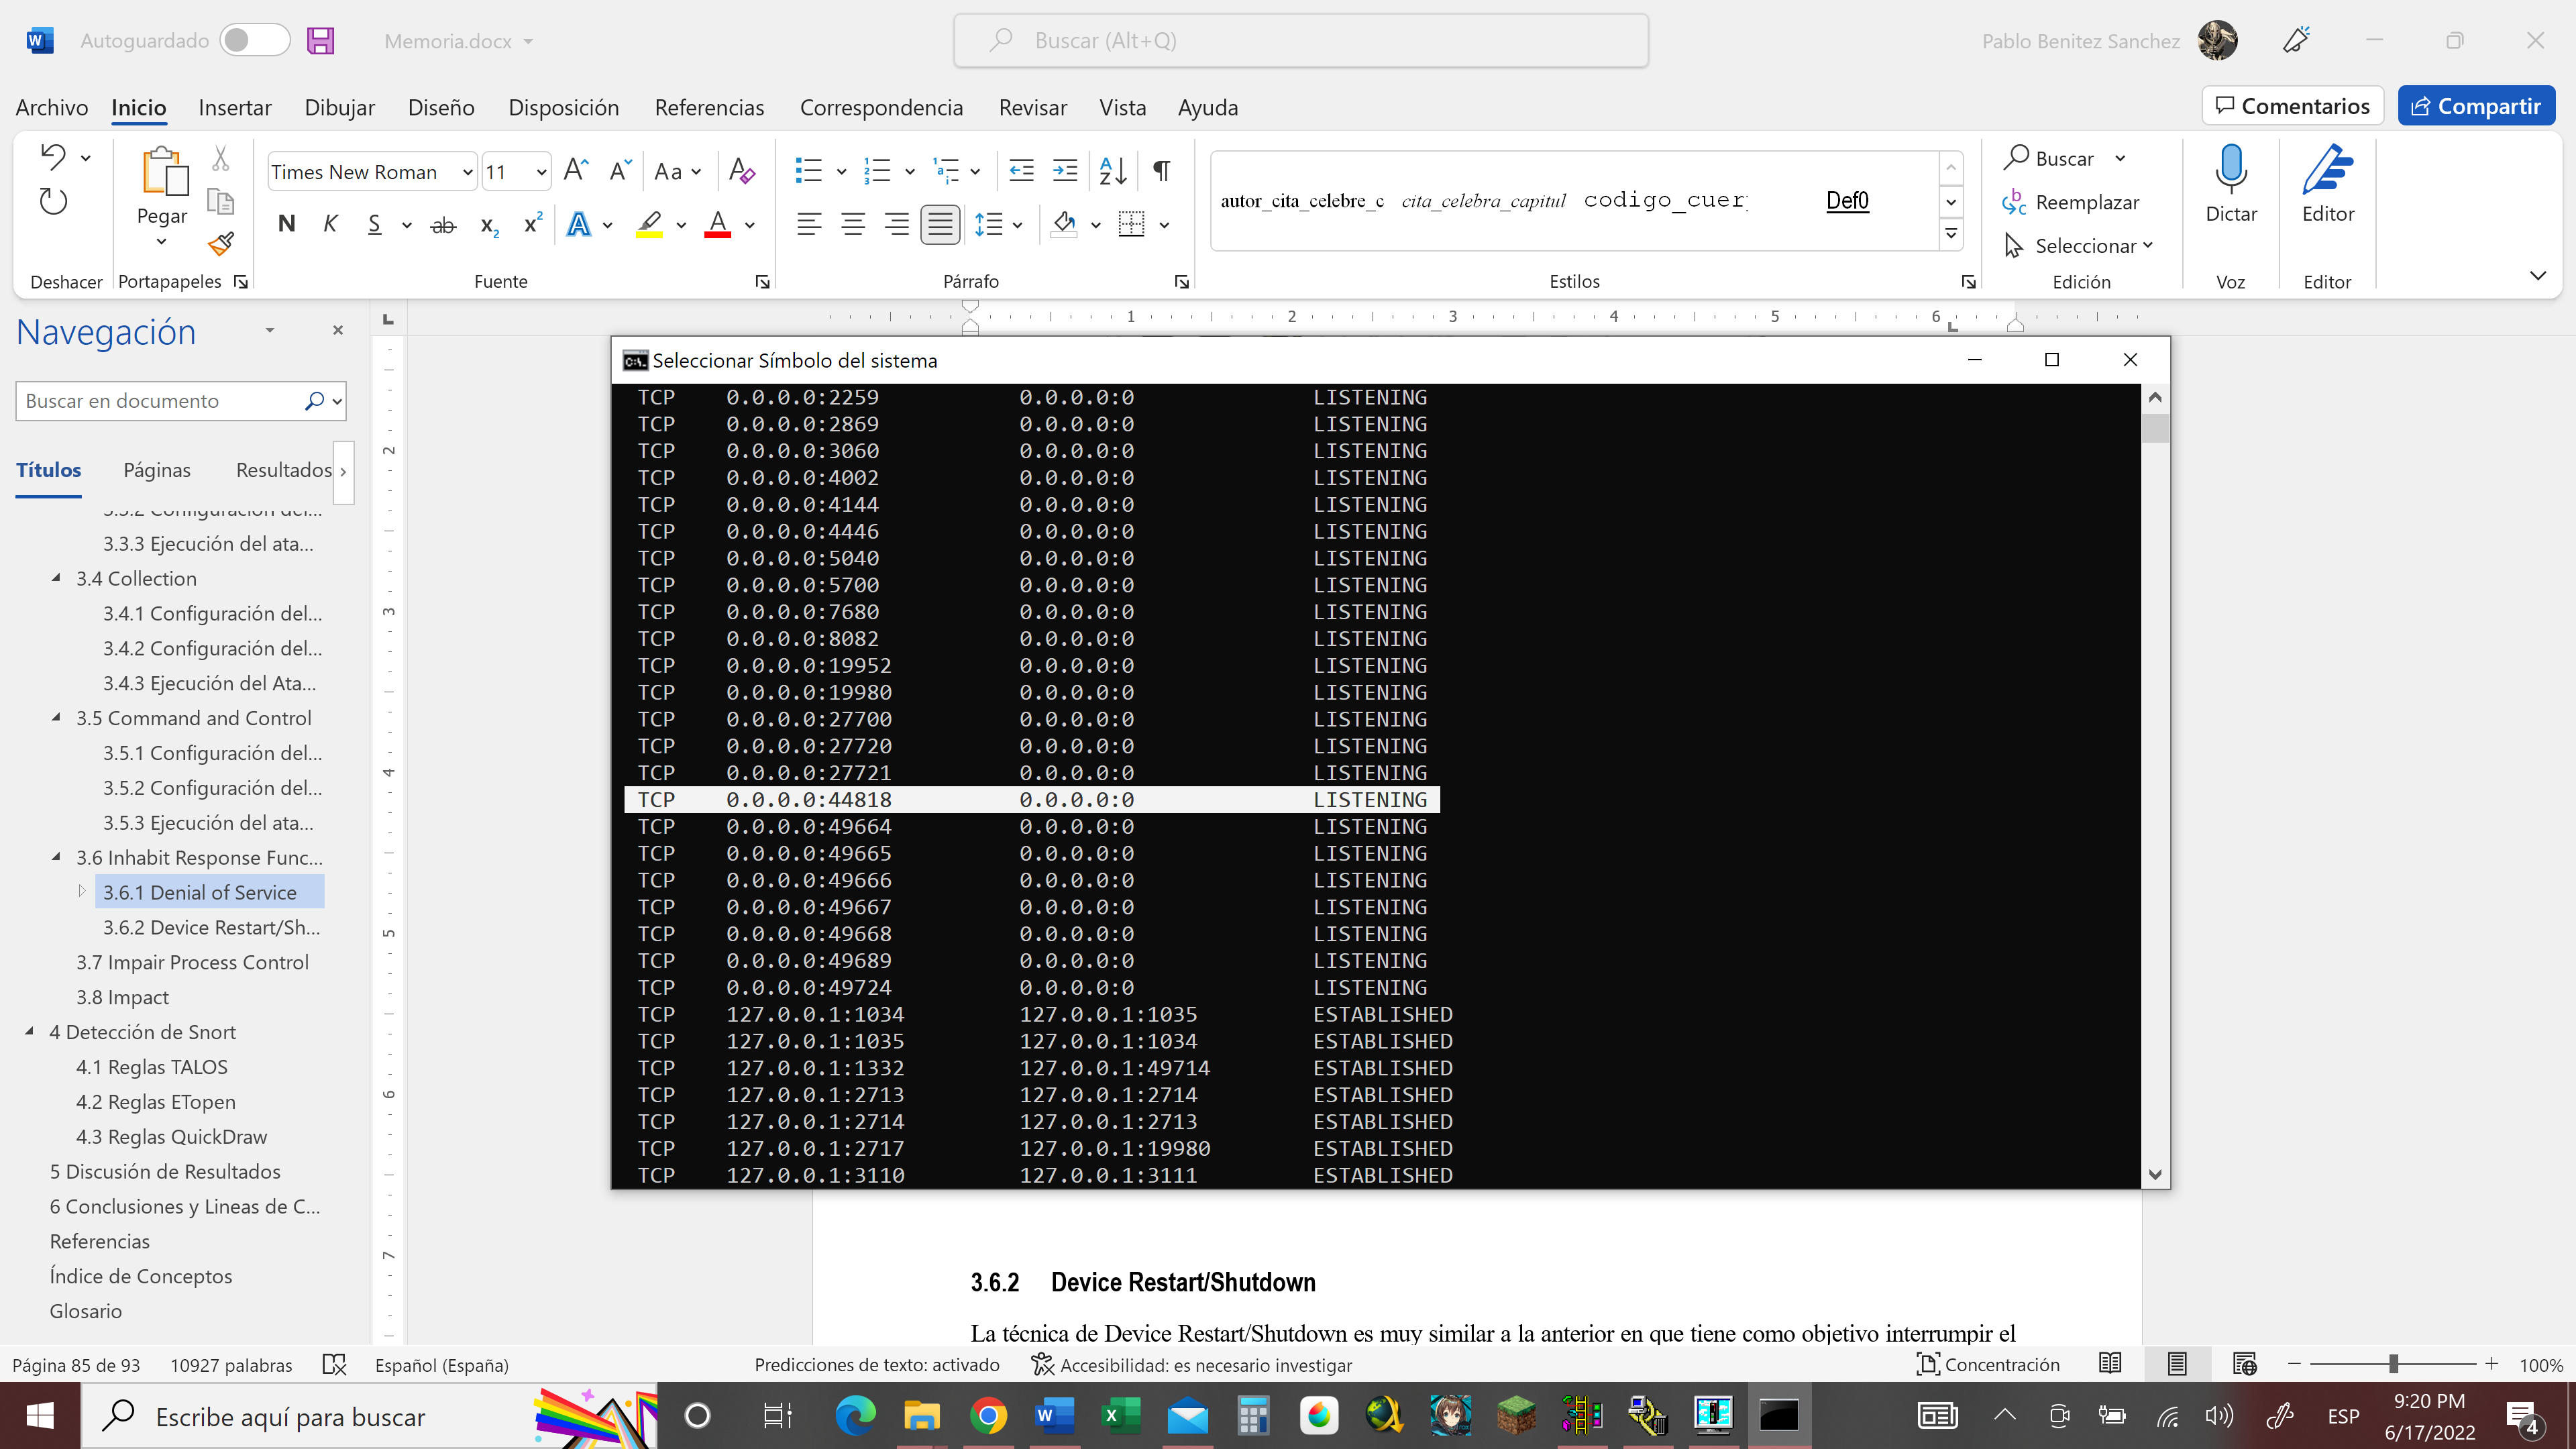 Autoguardado
Memoria.docx
Buscar (Alt+Q)
Pablo Benitez Sanchez
Archivo Inicio Insertar Dibujar Diseño Disposición Referencias Correspondencia Revisar Vista Ayuda
Comentarios Compartir
Pegar
Deshacer
Portapapeles
Times New Roman 11
N K S ab x₂ x² A A
Fuente
Párrafo
autor_cita_celebre_c cita_celebra_capitul codigo_cuer Def0
Estilos
Buscar
Reemplazar
Seleccionar
Edición
Dictar
Voz
Editor
Editor
Navegación
Buscar en documento
Títulos Páginas Resultados
3.3.2 Configuración del...
3.3.3 Ejecución del ata...
3.4 Collection
3.4.1 Configuración del...
3.4.2 Configuración del...
3.4.3 Ejecución del Ata...
3.5 Command and Control
3.5.1 Configuración del...
3.5.2 Configuración del...
3.5.3 Ejecución del ata...
3.6 Inhabit Response Func...
3.6.1 Denial of Service
3.6.2 Device Restart/Sh...
3.7 Impair Process Control
3.8 Impact
4 Detección de Snort
4.1 Reglas TALOS
4.2 Reglas ETopen
4.3 Reglas QuickDraw
5 Discusión de Resultados
6 Conclusiones y Lineas de C...
Referencias
Índice de Conceptos
Glosario
1 2 3 4 5 6
2
3
4
5
6
7
Seleccionar Símbolo del sistema
TCP 0.0.0.0:2259 0.0.0.0:0 LISTENING
TCP 0.0.0.0:2869 0.0.0.0:0 LISTENING
TCP 0.0.0.0:3060 0.0.0.0:0 LISTENING
TCP 0.0.0.0:4002 0.0.0.0:0 LISTENING
TCP 0.0.0.0:4144 0.0.0.0:0 LISTENING
TCP 0.0.0.0:4446 0.0.0.0:0 LISTENING
TCP 0.0.0.0:5040 0.0.0.0:0 LISTENING
TCP 0.0.0.0:5700 0.0.0.0:0 LISTENING
TCP 0.0.0.0:7680 0.0.0.0:0 LISTENING
TCP 0.0.0.0:8082 0.0.0.0:0 LISTENING
TCP 0.0.0.0:19952 0.0.0.0:0 LISTENING
TCP 0.0.0.0:19980 0.0.0.0:0 LISTENING
TCP 0.0.0.0:27700 0.0.0.0:0 LISTENING
TCP 0.0.0.0:27720 0.0.0.0:0 LISTENING
TCP 0.0.0.0:27721 0.0.0.0:0 LISTENING
TCP 0.0.0.0:44818 0.0.0.0:0 LISTENING
TCP 0.0.0.0:49664 0.0.0.0:0 LISTENING
TCP 0.0.0.0:49665 0.0.0.0:0 LISTENING
TCP 0.0.0.0:49666 0.0.0.0:0 LISTENING
TCP 0.0.0.0:49667 0.0.0.0:0 LISTENING
TCP 0.0.0.0:49668 0.0.0.0:0 LISTENING
TCP 0.0.0.0:49689 0.0.0.0:0 LISTENING
TCP 0.0.0.0:49724 0.0.0.0:0 LISTENING
TCP 127.0.0.1:1034 127.0.0.1:1035 ESTABLISHED
TCP 127.0.0.1:1035 127.0.0.1:1034 ESTABLISHED
TCP 127.0.0.1:1332 127.0.0.1:49714 ESTABLISHED
TCP 127.0.0.1:2713 127.0.0.1:2714 ESTABLISHED
TCP 127.0.0.1:2714 127.0.0.1:2713 ESTABLISHED
TCP 127.0.0.1:2717 127.0.0.1:19980 ESTABLISHED
TCP 127.0.0.1:3110 127.0.0.1:3111 ESTABLISHED
3.6.2 Device Restart/Shutdown
La técnica de Device Restart/Shutdown es muy similar a la anterior en que tiene como objetivo interrumpir el
Página 85 de 93 10927 palabras Español (España) Predicciones de texto: activado Accesibilidad: es necesario investigar Concentración 100%
Escribe aquí para buscar
ESP
9:20 PM
6/17/2022
4